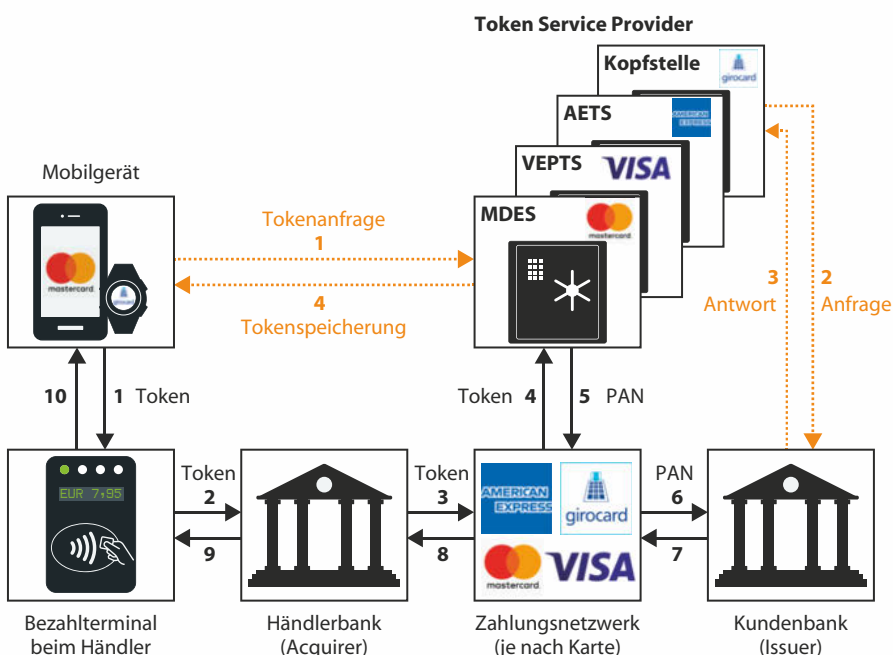 Token Service Provider
Kopfstelle
girocard
AETS
AMERICAN
EXPRESS
VEPTS
VISA
MDES
mastercard.
Mobilgerät
mastercard.
girocard
Tokenanfrage
1
4
Tokenspeicherung
3
Antwort
2
Anfrage
10
1 Token
Token 4
5 PAN
EUR 7,95
Token
2
9
Token
3
8
AMERICAN
EXPRESS
girocard
mastercard.
VISA
PAN
6
7
Bezahlterminal
beim Händler
Händlerbank
(Acquirer)
Zahlungsnetzwerk
(je nach Karte)
Kundenbank
(Issuer)